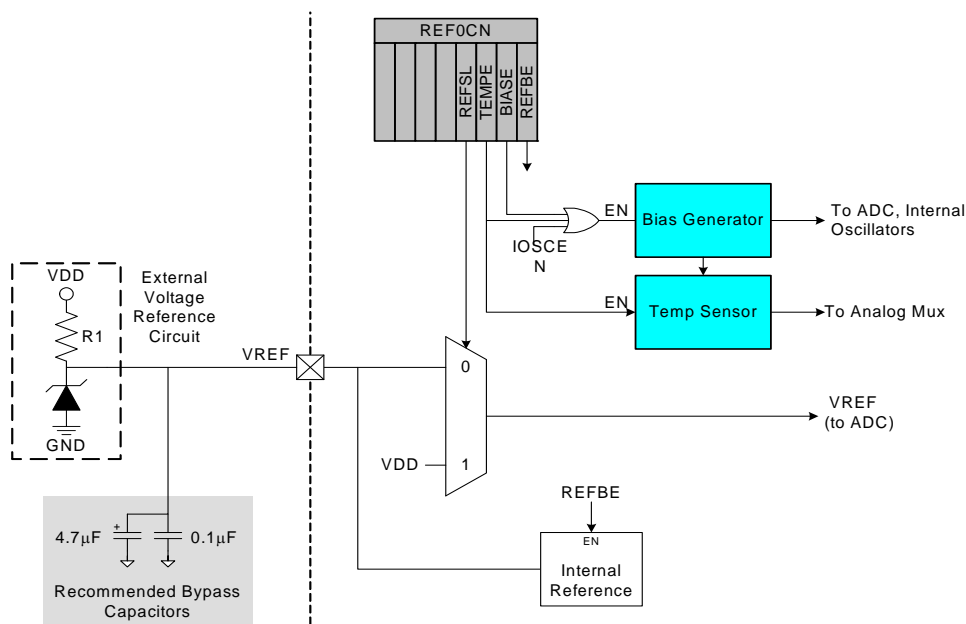 REF0CN
REFSL
TEMPE
BIASE
REFBE
EN
Bias Generator
To ADC, Internal
Oscillators
IOSCE
N
EN
Temp Sensor
To Analog Mux
VDD
R1
GND
External
Voltage
Reference
Circuit
VREF
0
VREF
(to ADC)
VDD
1
REFBE
EN
Internal
Reference
4.7μF
+
0.1μF
Recommended Bypass
Capacitors